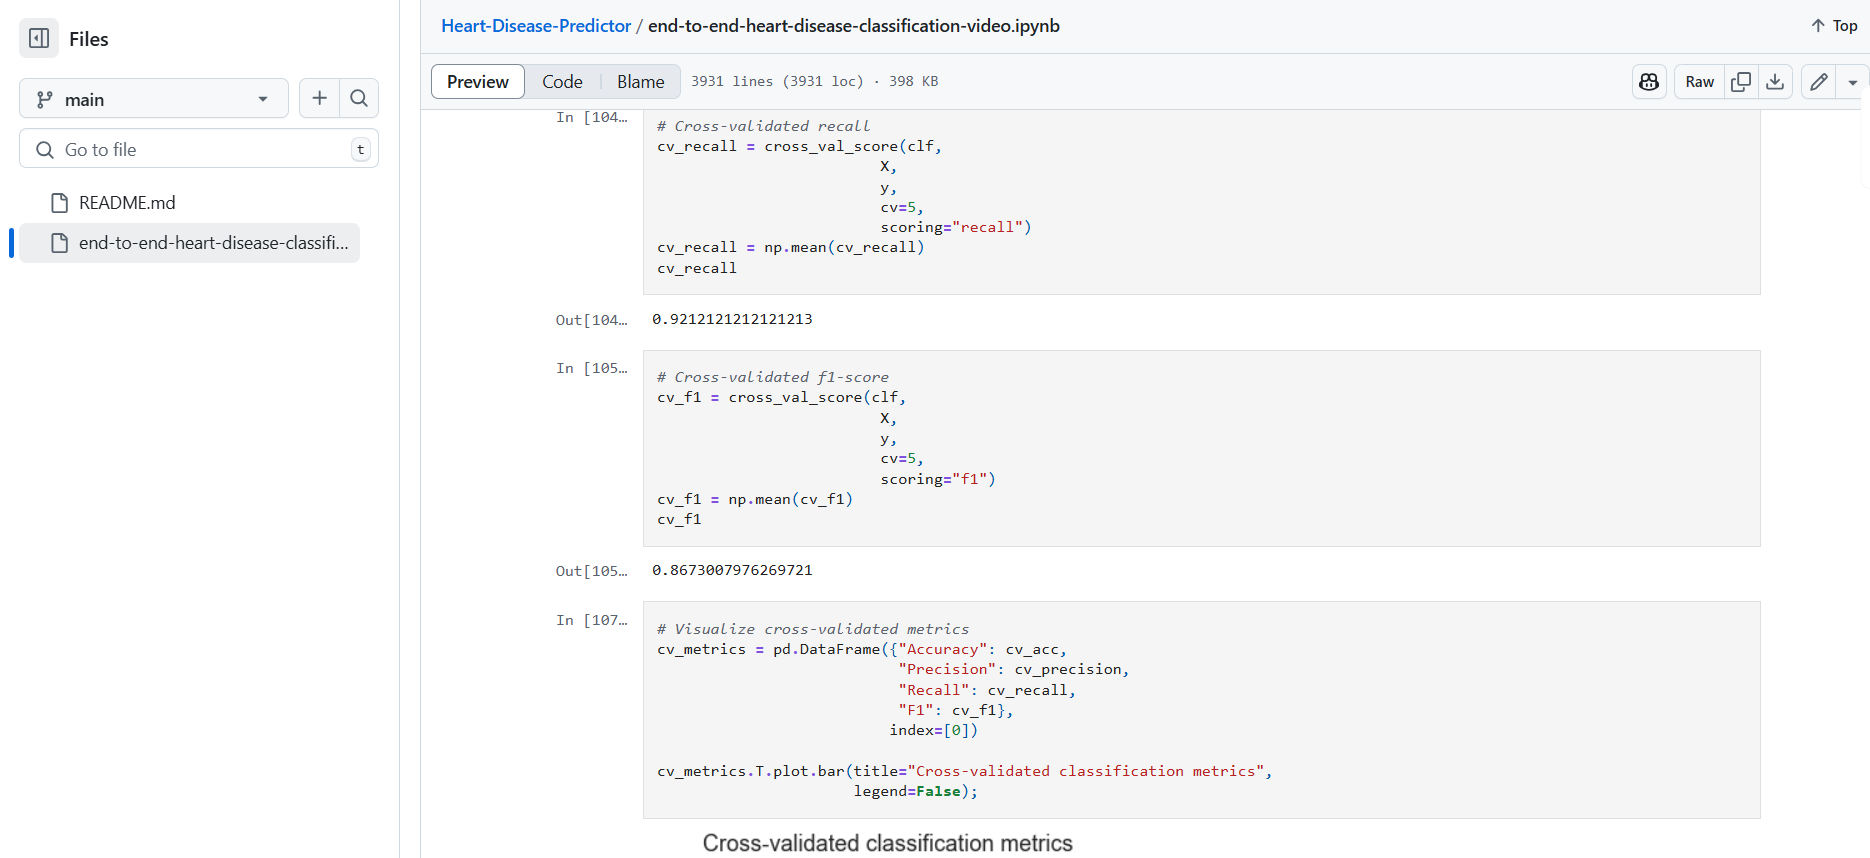 Files
main
Go to file
t
README.md
end-to-end-heart-disease-classifi...
Heart-Disease-Predictor / end-to-end-heart-disease-classification-video.ipynb
Top
Preview Code Blame 3931 lines (3931 loc) · 398 KB
Raw
In [104…
# Cross-validated recall
cv_recall = cross_val_score(clf,
X,
y,
cv=5,
scoring="recall")
cv_recall = np.mean(cv_recall)
cv_recall
Out[104… 0.9212121212121213
In [105…
# Cross-validated f1-score
cv_f1 = cross_val_score(clf,
X,
y,
cv=5,
scoring="f1")
cv_f1 = np.mean(cv_f1)
cv_f1
Out[105… 0.8673007976269721
In [107…
# Visualize cross-validated metrics
cv_metrics = pd.DataFrame({"Accuracy": cv_acc,
"Precision": cv_precision,
"Recall": cv_recall,
"F1": cv_f1},
index=[0])
cv_metrics.T.plot.bar(title="Cross-validated classification metrics",
legend=False);
Cross-validated classification metrics